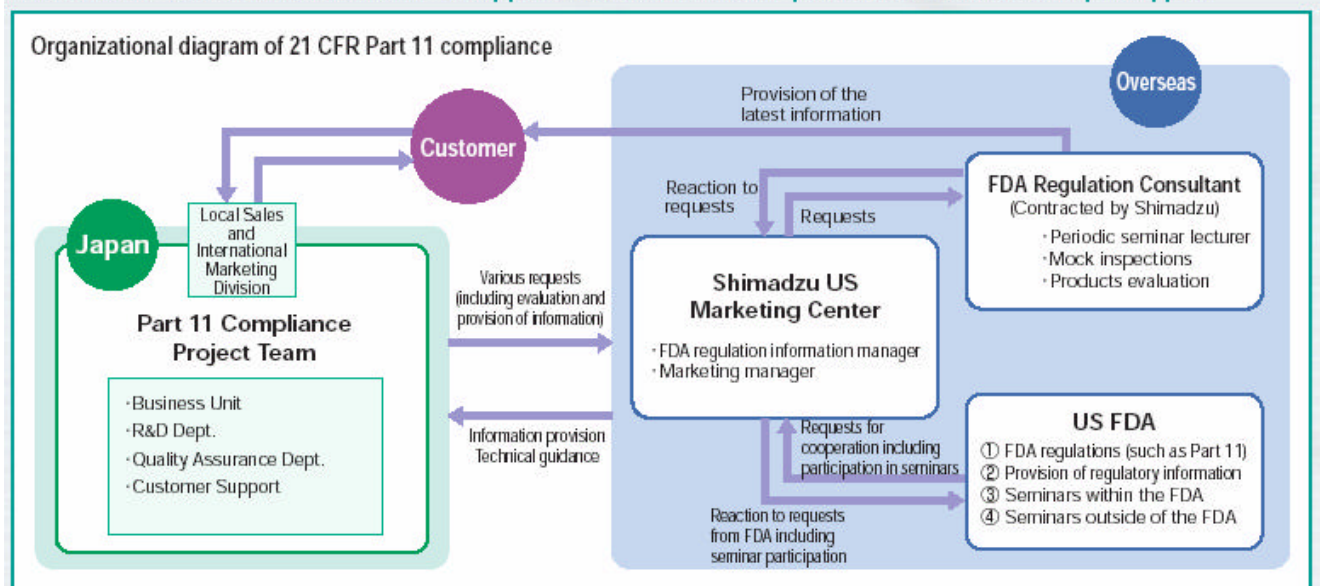 Organizational diagram of 21 CFR Part 11 compliance
Overseas
Provision of the
latest information
Customer
Reaction to
requests
Requests
FDA Regulation Consultant
(Contracted by Shimadzu)
・Periodic seminar lecturer
・Mock inspections
・Products evaluation
Japan
Local Sales
and
International
Marketing
Division
Part 11 Compliance
Project Team
・Business Unit
・R&D Dept.
・Quality Assurance Dept.
・Customer Support
Various requests
(including evaluation and
provision of information)
Information provision
Technical guidance
Shimadzu US
Marketing Center
・FDA regulation information manager
・Marketing manager
Requests for
cooperation including
participation in seminars
Reaction to requests
from FDA including
seminar participation
US FDA
① FDA regulations (such as Part 11)
② Provision of regulatory information
③ Seminars within the FDA
④ Seminars outside of the FDA